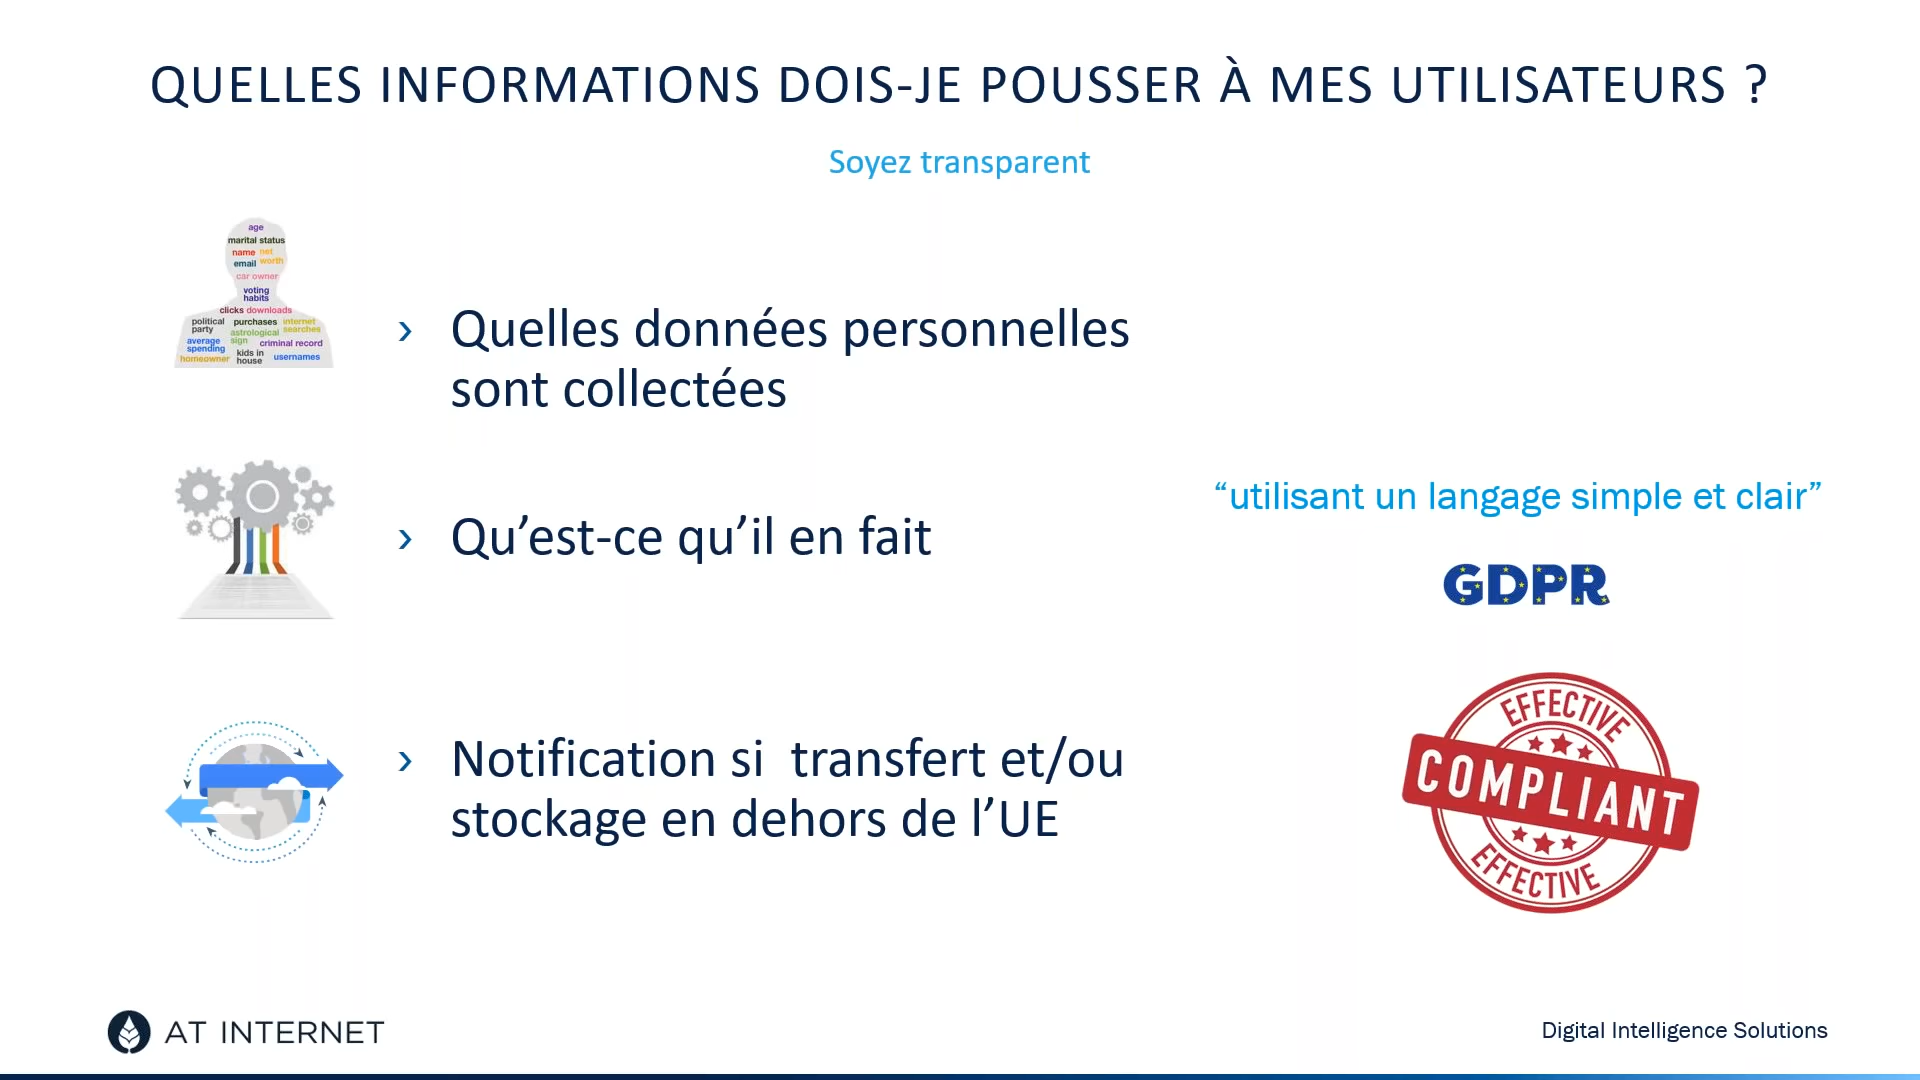 QUELLES INFORMATIONS DOIS-JE POUSSER À MES UTILISATEURS ?
Soyez transparent
age
marital status
name net
email worth
car owner
voting
habits
clicks downloads
political purchases internet
party astrological searches
average sign criminal record
spending kids in
homeowner house usernames
› Quelles données personnelles
sont collectées
› Qu’est-ce qu’il en fait
› Notification si transfert et/ou
stockage en dehors de l’UE
“utilisant un langage simple et clair”
GDPR
EFFECTIVE
COMPLIANT
EFFECTIVE
AT INTERNET
Digital Intelligence Solutions